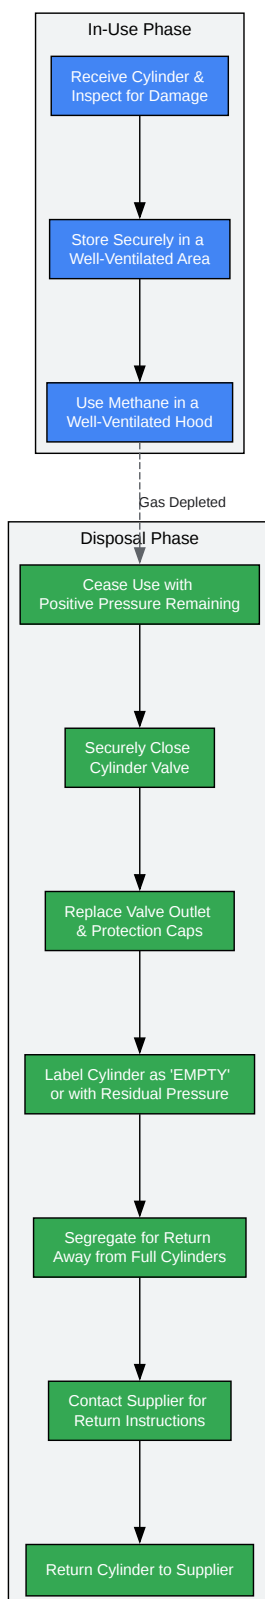 In-Use Phase
Receive Cylinder &
Inspect for Damage
Store Securely in a
Well-Ventilated Area
Use Methane in a
Well-Ventilated Hood
Gas Depleted
Disposal Phase
Cease Use with
Positive Pressure Remaining
Securely Close
Cylinder Valve
Replace Valve Outlet
& Protection Caps
Label Cylinder as 'EMPTY'
or with Residual Pressure
Segregate for Return
Away from Full Cylinders
Contact Supplier for
Return Instructions
Return Cylinder to Supplier